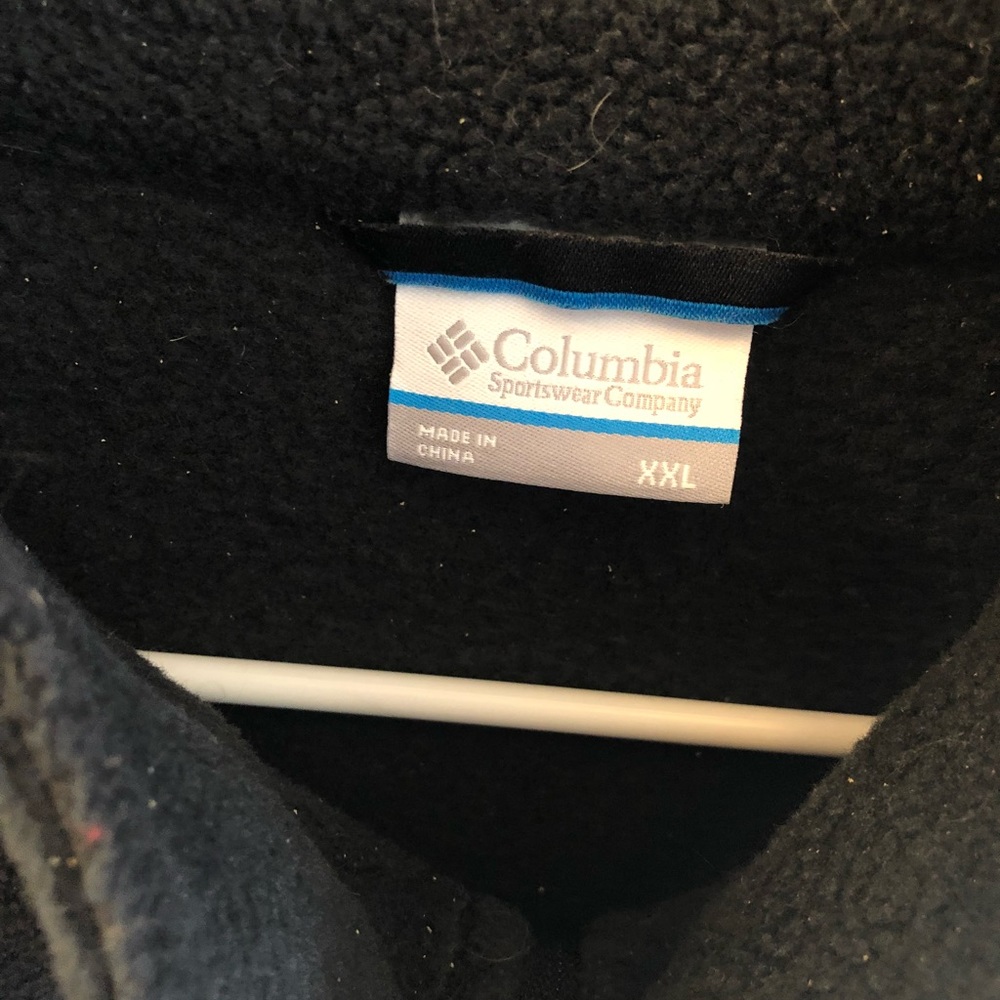 Columbia
Sportswear Company
MADE IN
CHINA
XXL